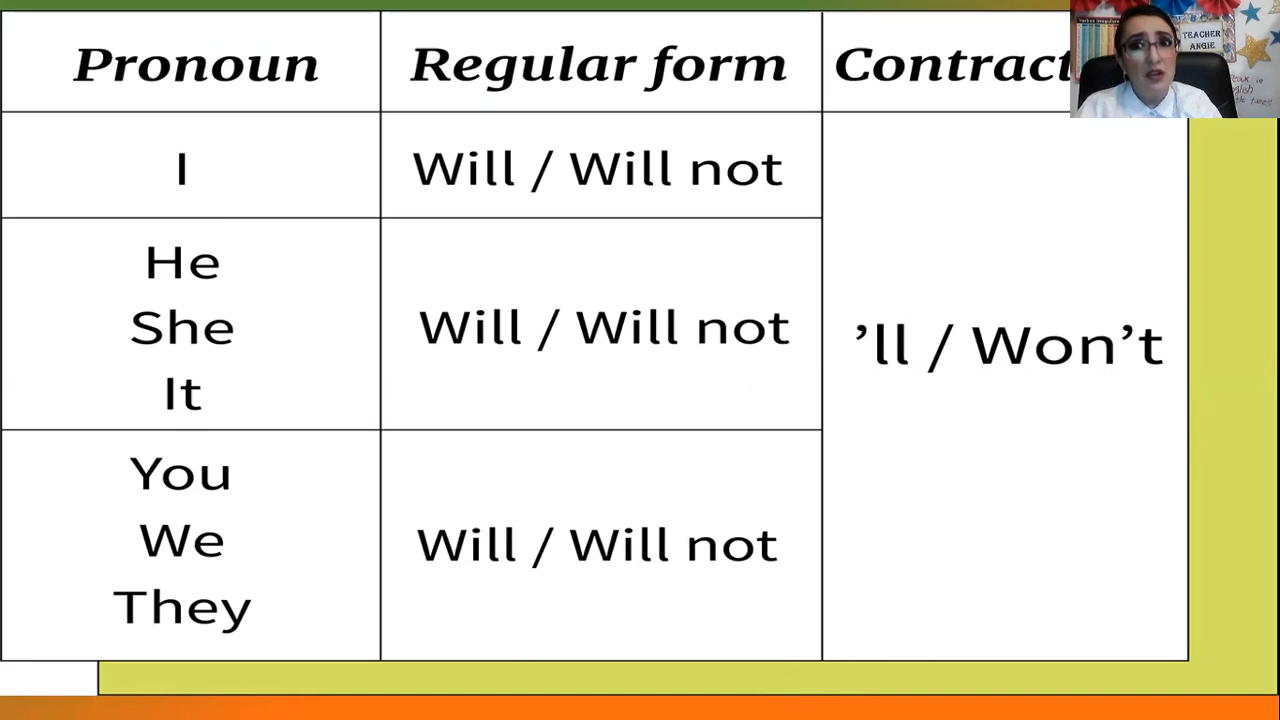 Pronoun
Regular form
Contract
I
Will / Will not
He
She
It
Will / Will not
’ll / Won’t
You
We
They
Will / Will not
TEACHER
ANGIE